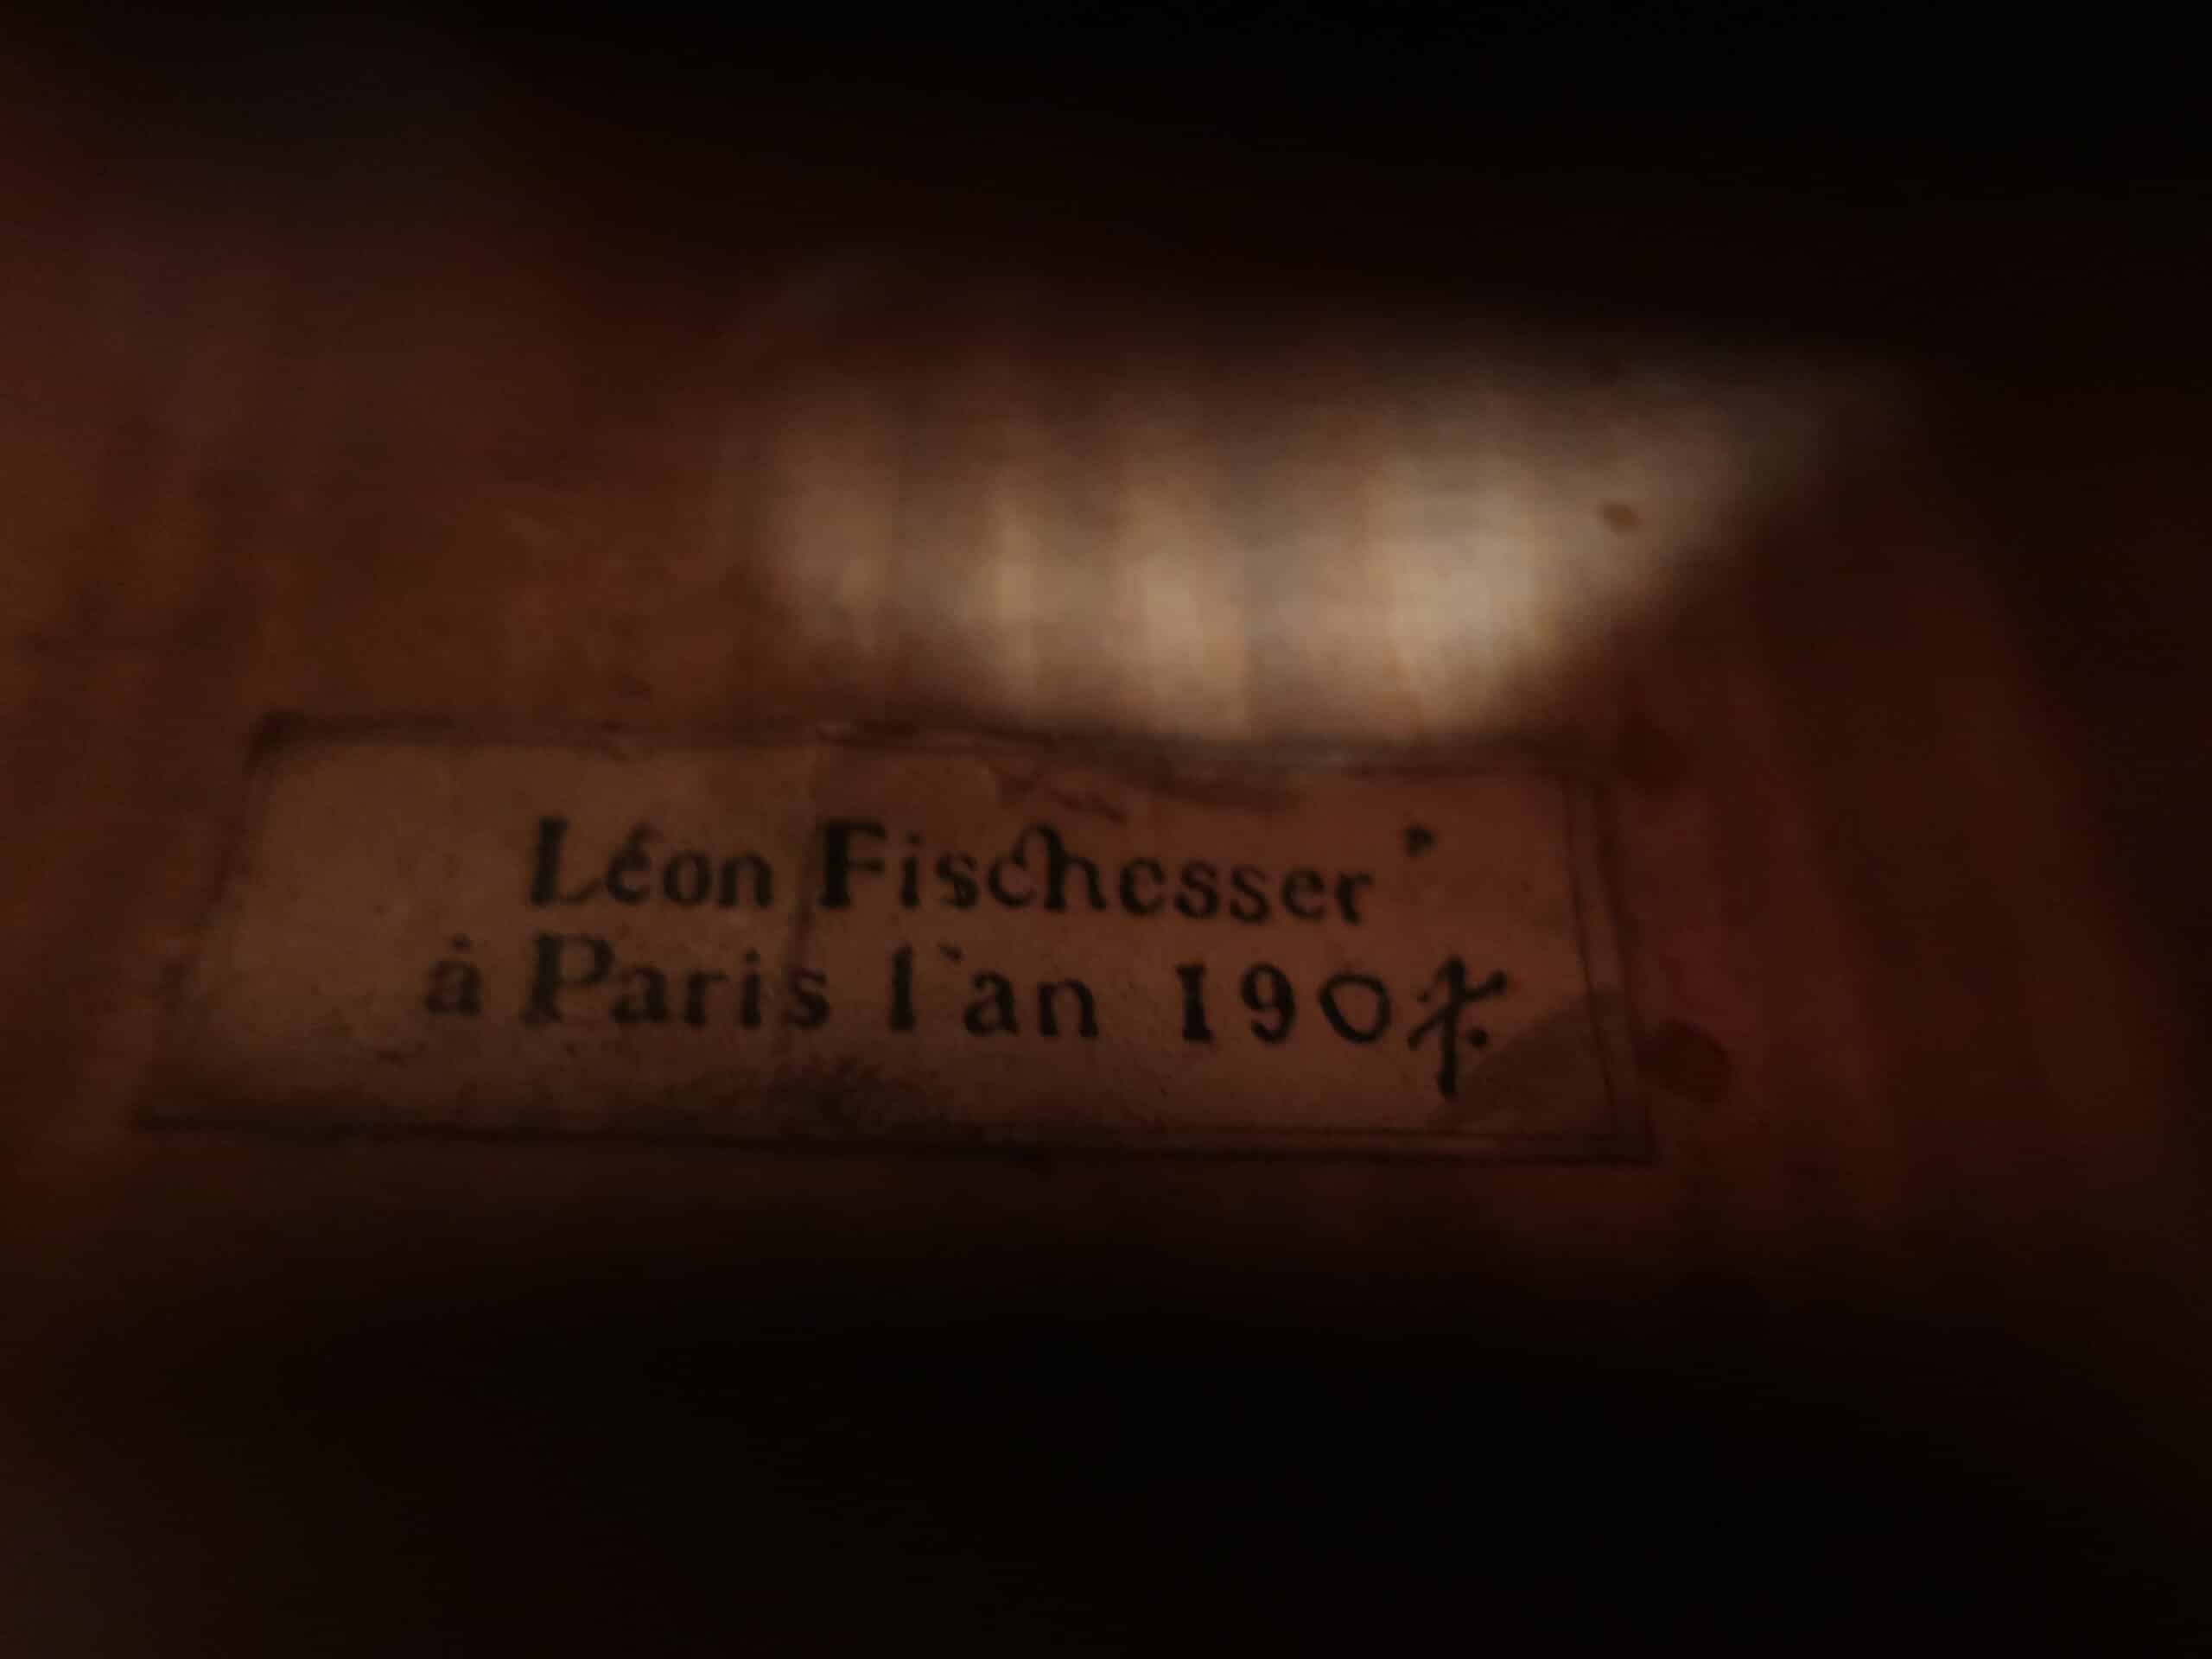 Léon Fischesser
à Paris l'an 1907.